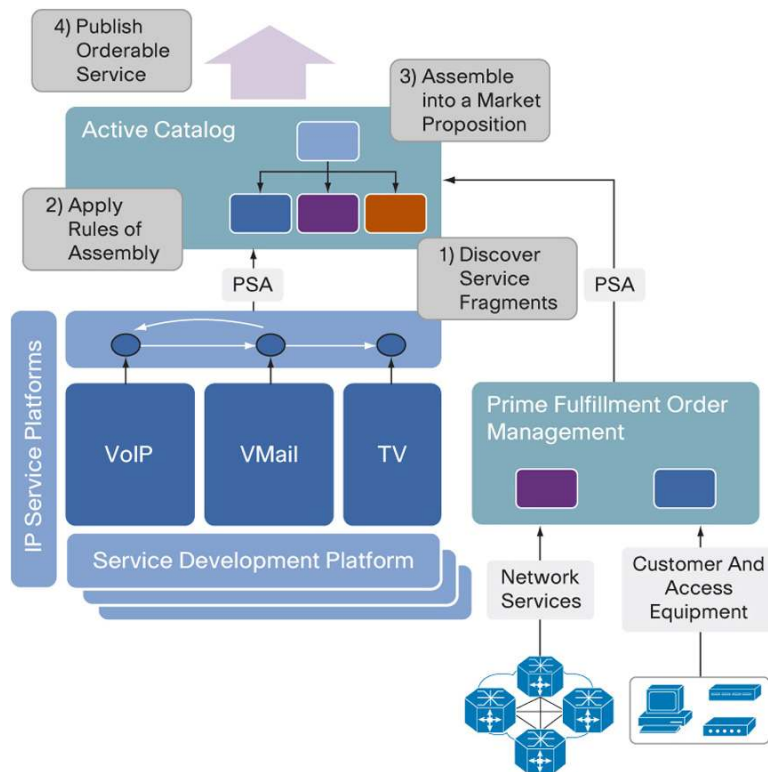 4) Publish
Orderable
Service
3) Assemble
into a Market
Proposition
Active Catalog
2) Apply
Rules of
Assembly
1) Discover
Service
Fragments
PSA
PSA
IP Service Platforms
VoIP
VMail
TV
Service Development Platform
Prime Fulfillment Order
Management
Network
Services
Customer And
Access
Equipment